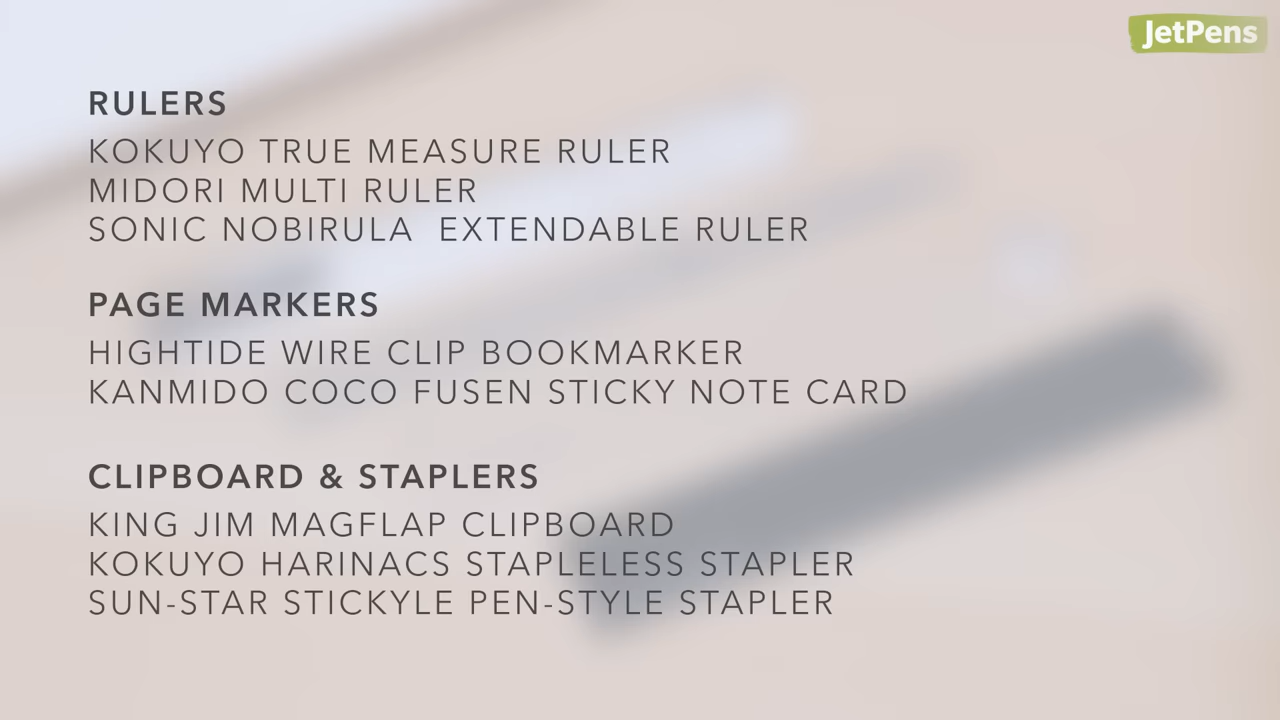 JetPens
RULERS
KOKUYO TRUE MEASURE RULER
MIDORI MULTI RULER
SONIC NOBIRULA  EXTENDABLE RULER
PAGE MARKERS
HIGHTIDE WIRE CLIP BOOKMARKER
KANMIDO COCO FUSEN STICKY NOTE CARD
CLIPBOARD & STAPLERS
KING JIM MAGFLAP CLIPBOARD
KOKUYO HARINACS STAPLELESS STAPLER
SUN-STAR STICKYLE PEN-STYLE STAPLER